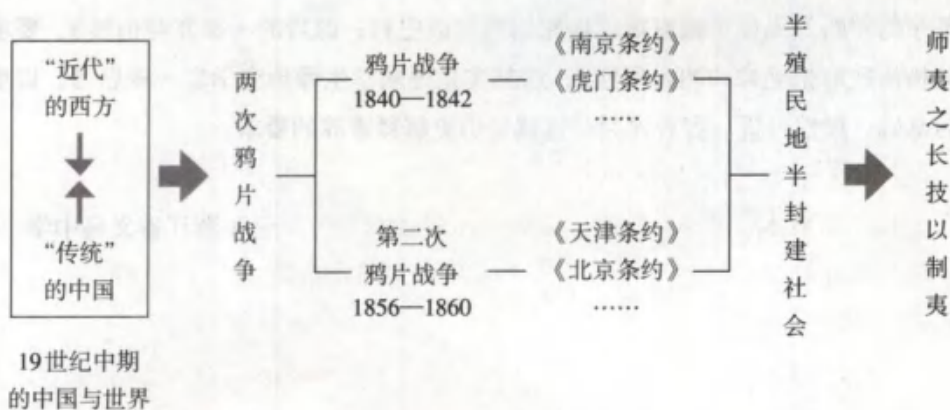 “近代”
的西方
“传统”
的中国
19世纪中期
的中国与世界
两次鸦片战争
鸦片战争
1840—1842
《南京条约》
《虎门条约》
……
第二次
鸦片战争
1856—1860
《天津条约》
《北京条约》
……
半殖民地半封建社会
师夷之长技以制夷